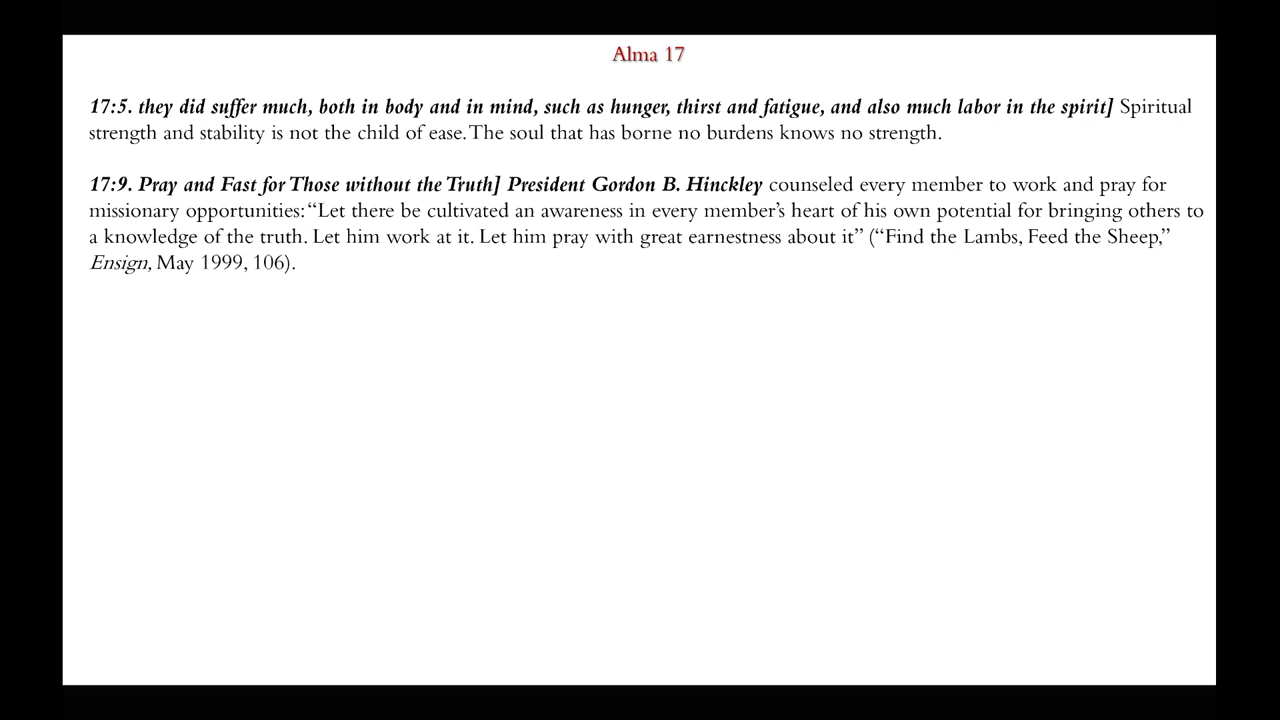 Alma 17
17:5. they did suffer much, both in body and in mind, such as hunger, thirst and fatigue, and also much labor in the spirit] Spiritual
strength and stability is not the child of ease. The soul that has borne no burdens knows no strength.
17:9. Pray and Fast for Those without the Truth] President Gordon B. Hinckley counseled every member to work and pray for
missionary opportunities: “Let there be cultivated an awareness in every member’s heart of his own potential for bringing others to
a knowledge of the truth. Let him work at it. Let him pray with great earnestness about it” (“Find the Lambs, Feed the Sheep,”
Ensign, May 1999, 106).